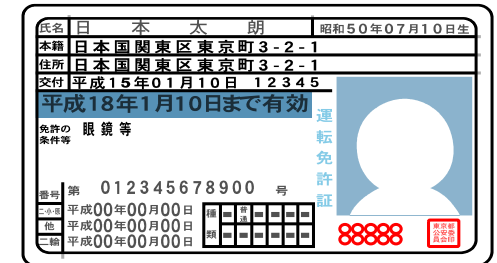 氏名 日本太朗 昭和50年07月10日生
本籍 日本国関東区東京町3-2-1
住所 日本国関東区東京町3-2-1
交付 平成15年01月10日 12345
平成18年1月10日まで有効
免許の
条件等
眼鏡等
運転免許証
番号 第 012345678900 号
二・小・原 平成00年00月00日
他 平成00年00月00日
二輪 平成00年00月00日
種類
普通
東京都
公安委
員会印